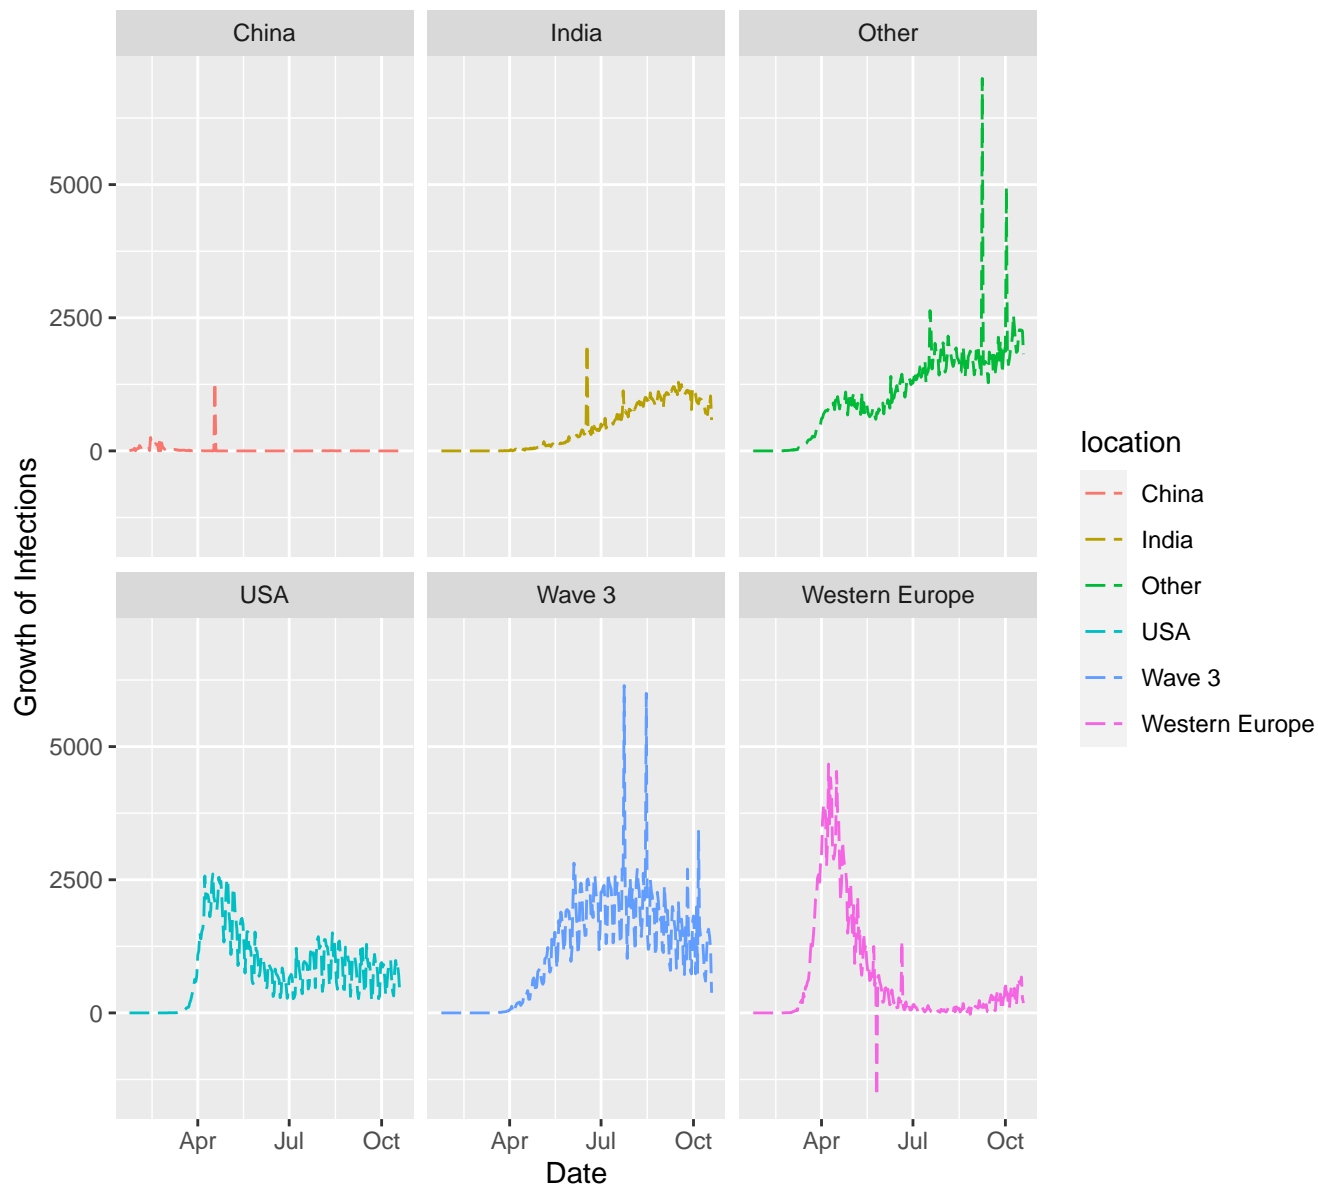 China
India
Other
5000
2500
0
Growth of Infections
USA
Wave 3
Western Europe
5000
2500
0
Apr
Jul
Oct
Apr
Jul
Oct
Apr
Jul
Oct
Date
location
China
India
Other
USA
Wave 3
Western Europe